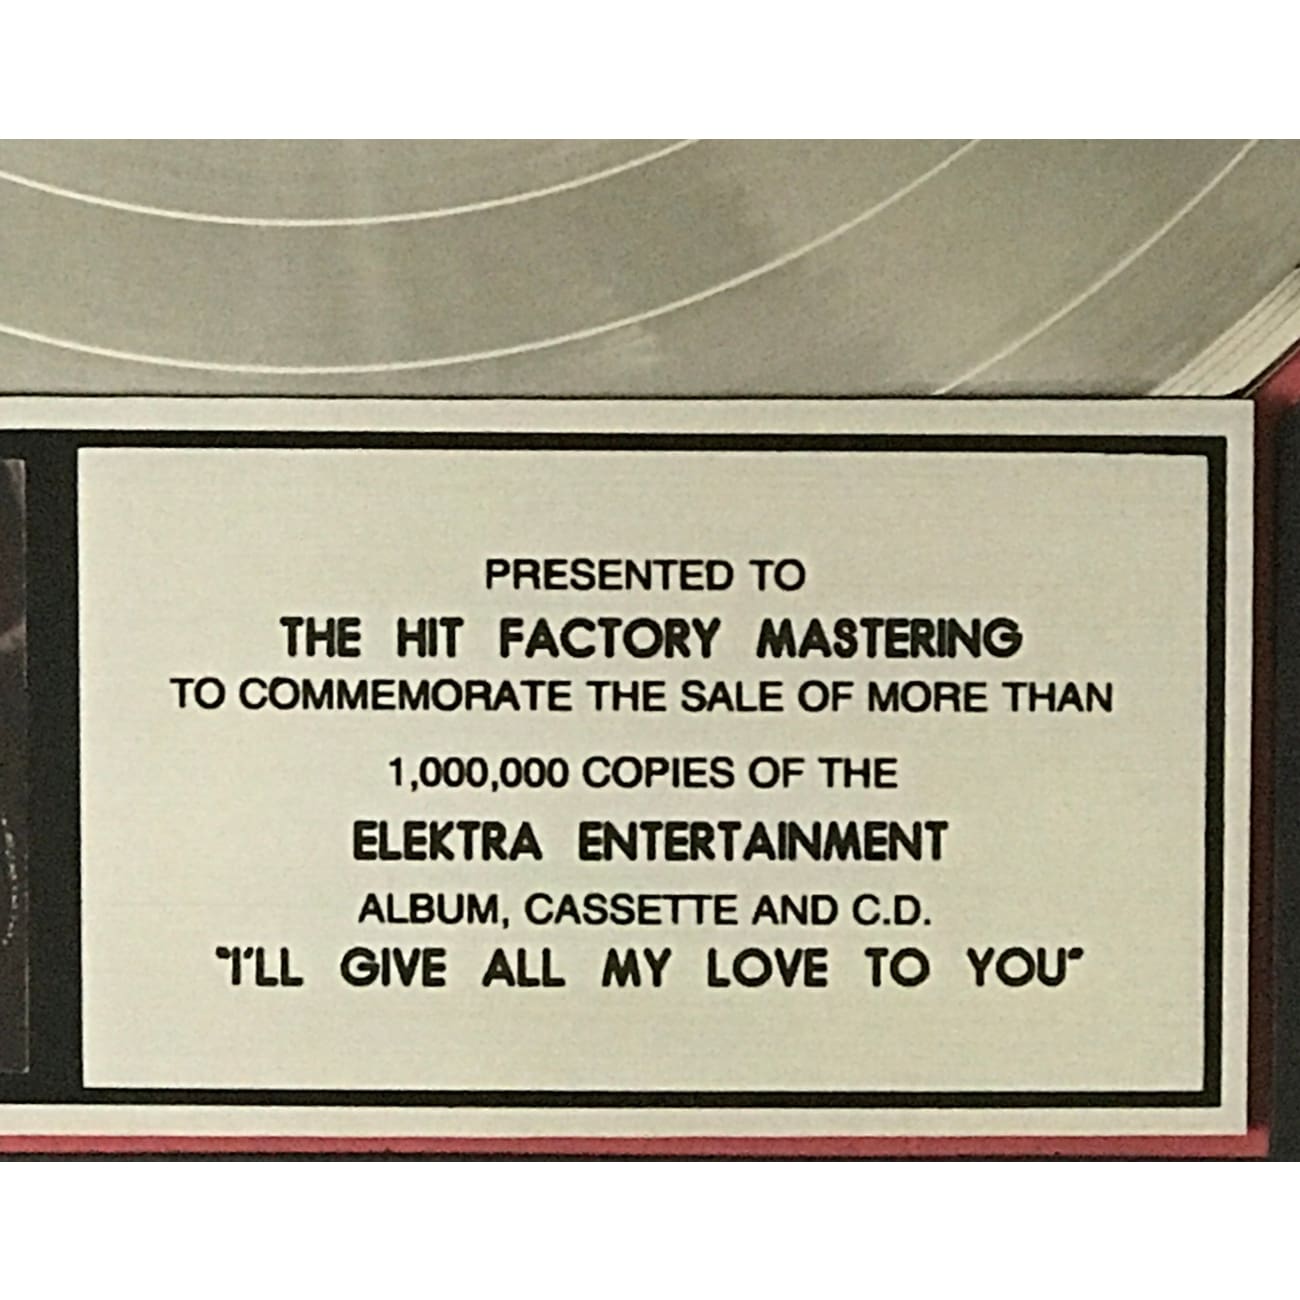 PRESENTED TO
THE HIT FACTORY MASTERING
TO COMMEMORATE THE SALE OF MORE THAN
1,000,000 COPIES OF THE
ELEKTRA ENTERTAINMENT
ALBUM, CASSETTE AND C.D.
"I'LL GIVE ALL MY LOVE TO YOU"